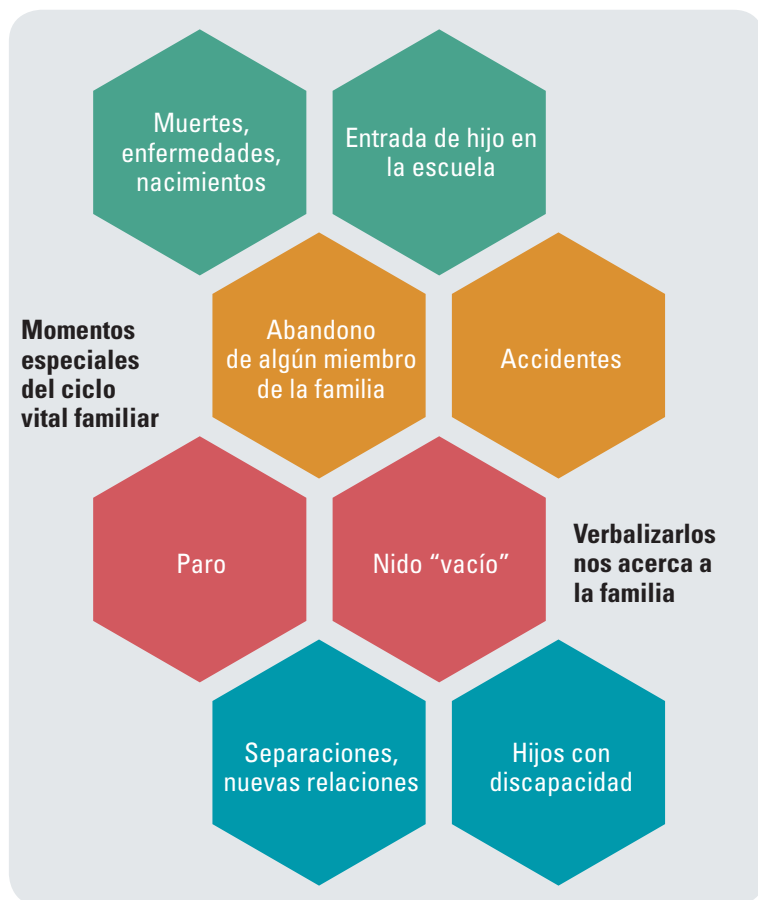 Muertes,
enfermedades,
nacimientos
Entrada de hijo en
la escuela
Momentos
especiales
del ciclo
vital familiar
Abandono
de algún miembro
de la familia
Accidentes
Paro
Nido “vacío”
Verbalizarlos
nos acerca a
la familia
Separaciones,
nuevas relaciones
Hijos con
discapacidad